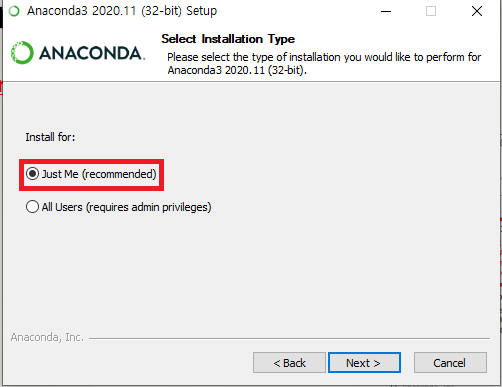 Anaconda3 2020.11 (32-bit) Setup
ANACONDA.
Select Installation Type
Please select the type of installation you would like to perform for
Anaconda3 2020.11 (32-bit).
Install for:
Just Me (recommended)
All Users (requires admin privileges)
Anaconda, Inc.
< Back
Next >
Cancel